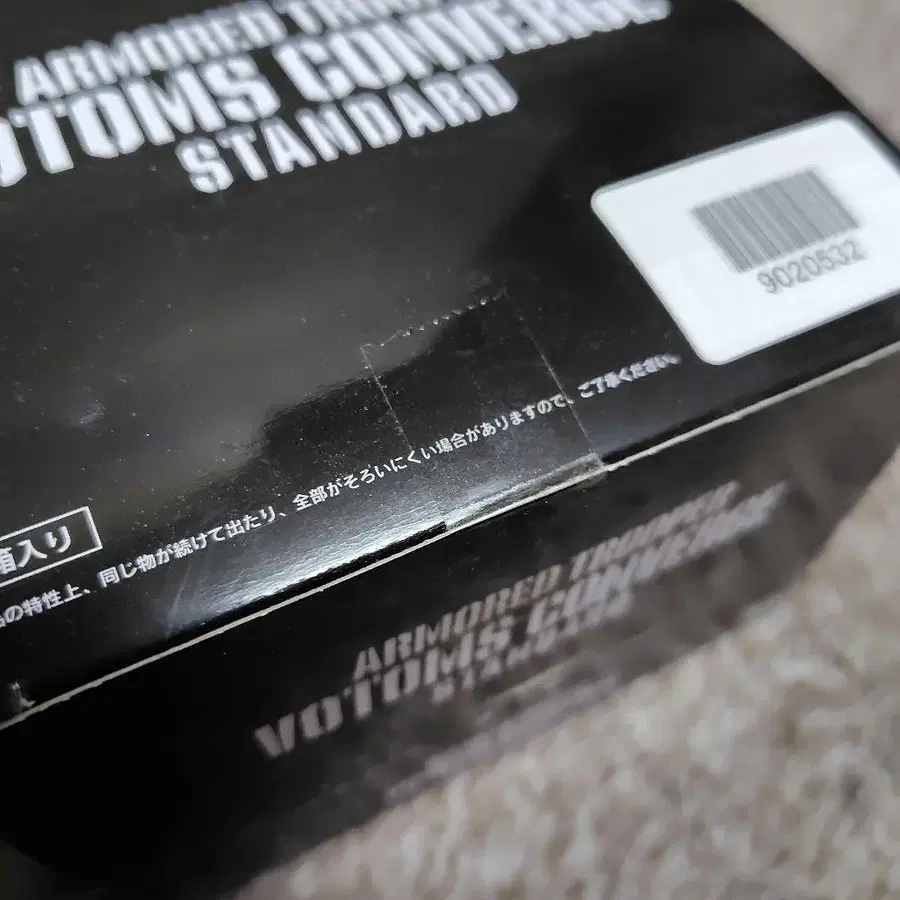 ARMORED
VOTOMS CONVERGE
STANDARD
9020532
箱入り
の特性上、同じ物が続けて出たり、全部がそろいにくい場合がありますので、ご了承ください。
ARMORED TROOPER
VOTOMS CONVERGE
STANDARD